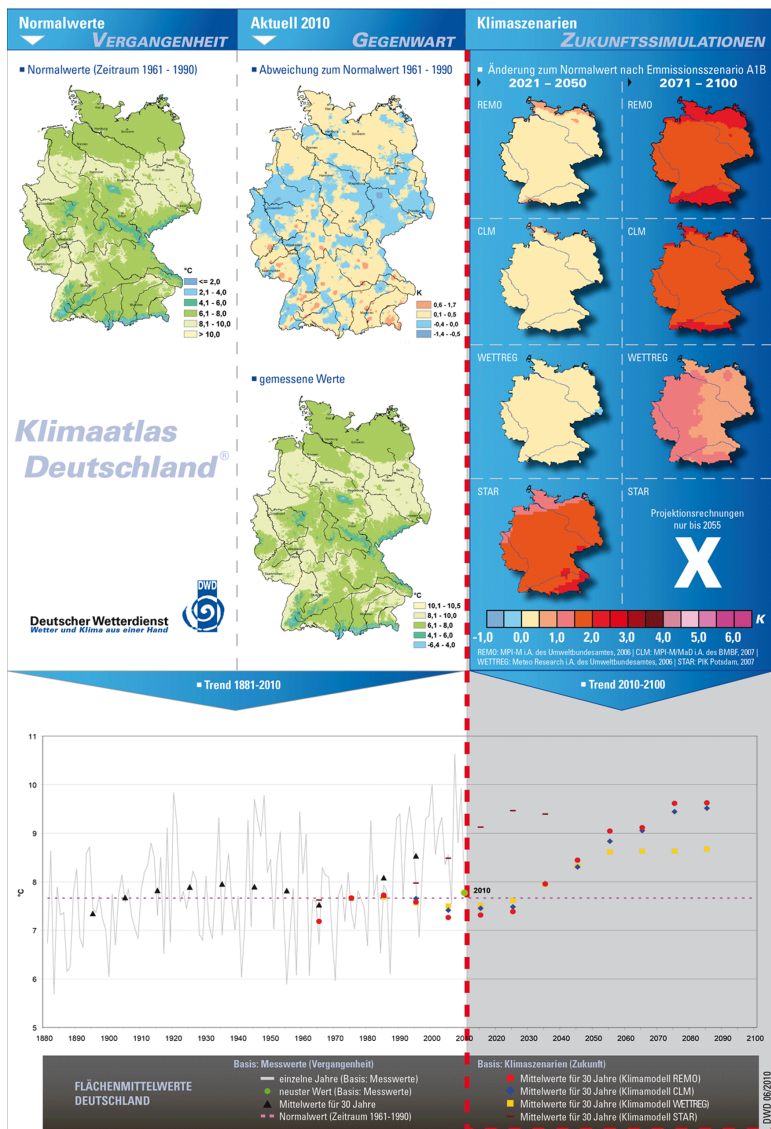 Normalwerte
VERGANGENHEIT
Aktuell 2010
GEGENWART
Klimaszenarien
ZUKUNFTSSIMULATIONEN
Normalwerte (Zeitraum 1961 - 1990)
Abweichung zum Normalwert 1961 - 1990
Änderung zum Normalwert nach Emmissionsszenario A1B
2021 – 2050
2071 – 2100
REMO
REMO
CLM
CLM
WETTREG
WETTREG
STAR
STAR
Projektionsrechnungen
nur bis 2055
X
°C
<= 2,0
2,1 - 4,0
4,1 - 6,0
6,1 - 8,0
8,1 - 10,0
> 10,0
K
0,6 - 1,7
0,1 - 0,5
-0,4 - 0,0
-1,4 - -0,5
gemessene Werte
°C
10,1 - 10,5
8,1 - 10,0
6,1 - 8,0
4,1 - 6,0
-6,4 - 4,0
Klimaatlas
Deutschland®
DWD
Deutscher Wetterdienst
Wetter und Klima aus einer Hand
-1,0 0,0 1,0 2,0 3,0 4,0 5,0 6,0 K
REMO: MPI-M i.A. des Umweltbundesamtes, 2006 | CLM: MPI-M/MaD i.A. des BMBF, 2007 |
WETTREG: Meteo Research i.A. des Umweltbundesamtes, 2006 | STAR: PIK Potsdam, 2007
Trend 1881-2010
Trend 2010-2100
°C
11
10
9
8
7
6
5
2010
1880 1890 1900 1910 1920 1930 1940 1950 1960 1970 1980 1990 2000 2010 2020 2030 2040 2050 2060 2070 2080 2090 2100
FLÄCHENMITTELWERTE
DEUTSCHLAND
Basis: Messwerte (Vergangenheit)
einzelne Jahre (Basis: Messwerte)
neuster Wert (Basis: Messwerte)
Mittelwerte für 30 Jahre
Normalwert (Zeitraum 1961-1990)
Basis: Klimaszenarien (Zukunft)
Mittelwerte für 30 Jahre (Klimamodell REMO)
Mittelwerte für 30 Jahre (Klimamodell CLM)
Mittelwerte für 30 Jahre (Klimamodell WETTREG)
Mittelwerte für 30 Jahre (Klimamodell STAR)
DWD 06/2010